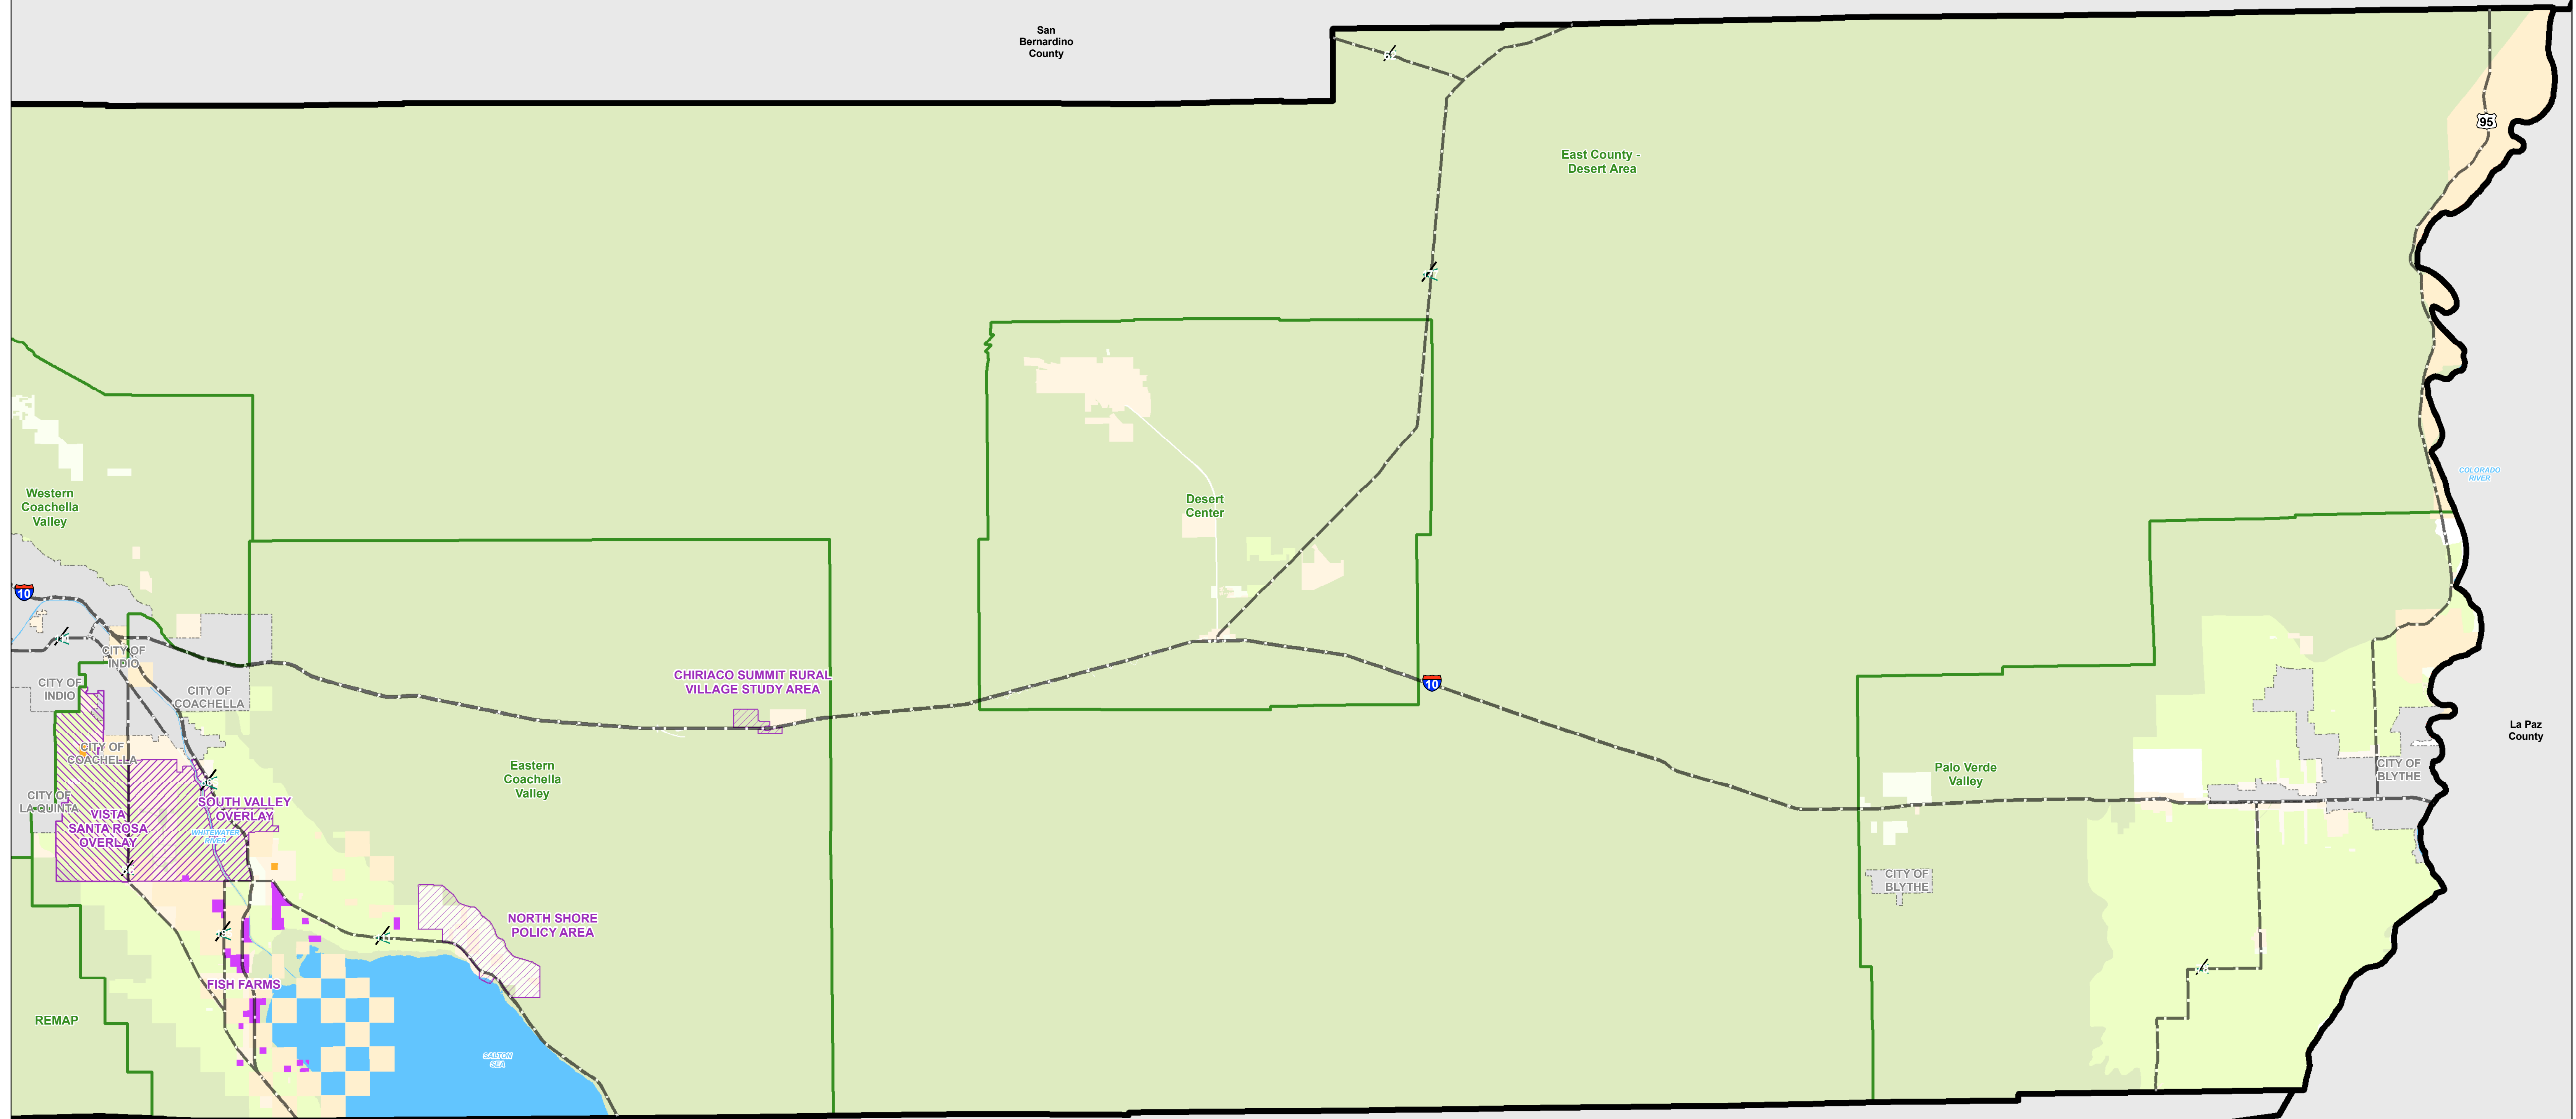 San
Bernardino
County
62
95
East County -
Desert Area
177
COLORADO
RIVER
Western
Coachella
Valley
Desert
Center
10
CITY OF
INDIO
CITY OF
INDIO
CITY OF
COACHELLA
CHIRIACO SUMMIT RURAL
VILLAGE STUDY AREA
10
La Paz
County
CITY OF
COACHELLA
Eastern
Coachella
Valley
Palo Verde
Valley
CITY OF
BLYTHE
CITY OF
LA QUINTA
SOUTH VALLEY
OVERLAY
VISTA
SANTA ROSA
OVERLAY
WHITEWATER
RIVER
CITY OF
BLYTHE
NORTH SHORE
POLICY AREA
111
FISH FARMS
REMAP
SALTON
SEA